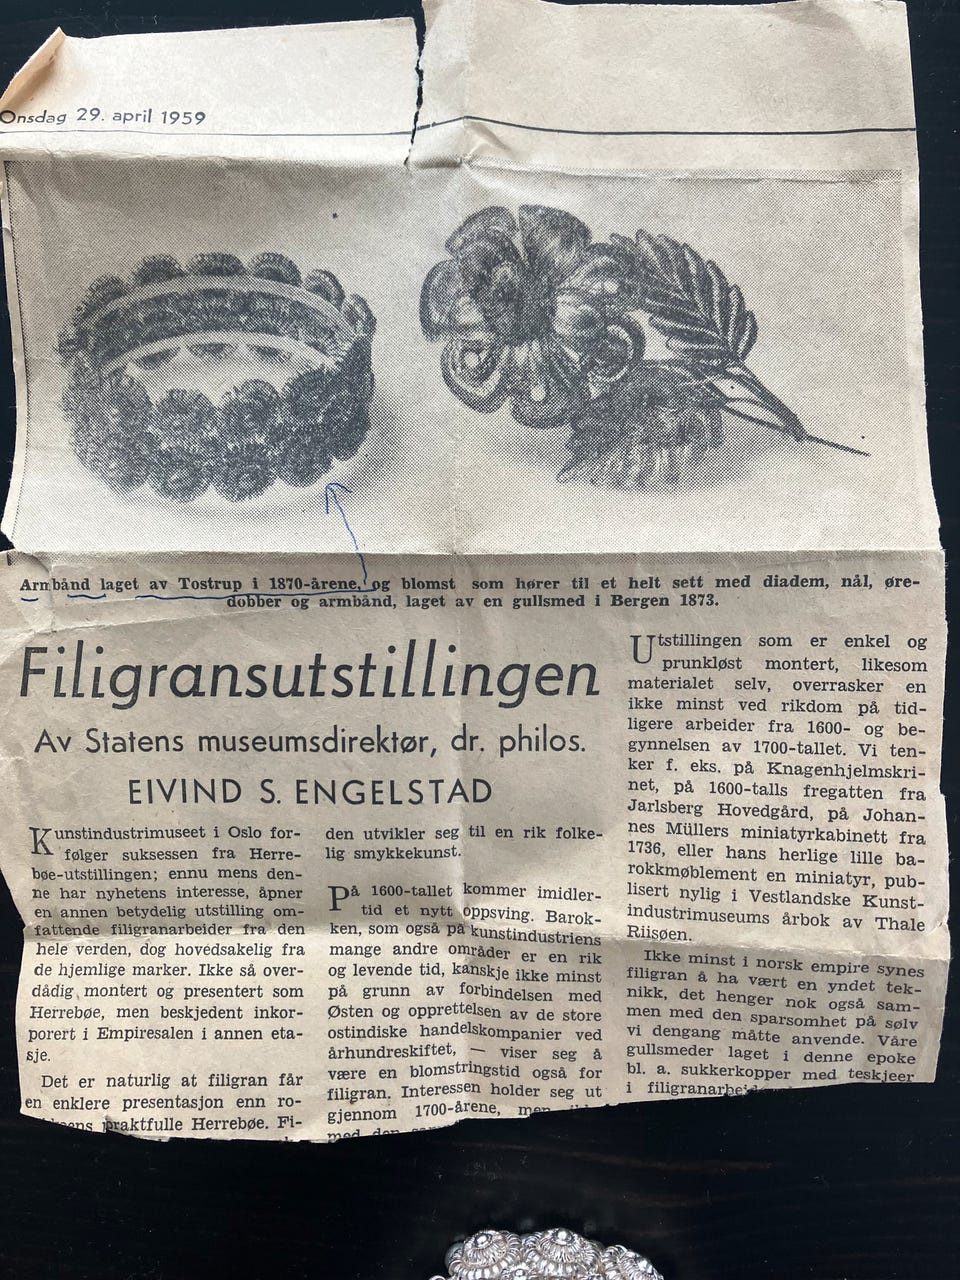 Onsdag 29. april 1959
Armbånd laget av Tostrup i 1870-årene, og blomst som hører til et helt sett med diadem, nål, øre-
dobber og armbånd, laget av en gullsmed i Bergen 1873.
Filigransutstillingen
Av Statens museumsdirektør, dr. philos.
EIVIND S. ENGELSTAD
Kunstindustrimuseet i Oslo for-
følger suksessen fra Herre-
bøe-utstillingen; ennu mens den-
ne har nyhetens interesse, åpner
en annen betydelig utstilling om-
fattende filigranarbeider fra den
hele verden, dog hovedsakelig fra
de hjemlige marker. Ikke så over-
dådig montert og presentert som
Herrebøe, men beskjedent inkor-
porert i Empiresalen i annen eta-
sje.
Det er naturlig at filigran får
en enklere presentasjon enn ro-
praktfulle Herrebøe. Fi-
den utvikler seg til en rik folke-
lig smykkekunst.
På 1600-tallet kommer imidler-
tid et nytt oppsving. Barok-
ken, som også på kunstindustriens
mange andre områder er en rik
og levende tid, kanskje ikke minst
på grunn av forbindelsen med
Østen og opprettelsen av de store
ostindiske handelskompanier ved
århundreskiftet, — viser seg å
være en blomstringstid også for
filigran. Interessen holder seg ut
gjennom 1700-årene, men
med den
Utstillingen som er enkel og
prunkløst montert, likesom
materialet selv, overrasker en
ikke minst ved rikdom på tid-
ligere arbeider fra 1600- og be-
gynnelsen av 1700-tallet. Vi ten-
ker f. eks. på Knagenhjelmskri-
net, på 1600-talls fregatten fra
Jarlsberg Hovedgård, på Johan-
nes Müllers miniatyrkabinett fra
1736, eller hans herlige lille ba-
rokkmøblement en miniatyr, pub-
lisert nylig i Vestlandske Kunst-
industrimuseums årbok av Thale
Riisøen.
Ikke minst i norsk empire synes
filigran å ha vært en yndet tek-
nikk, det henger nok også sam-
men med den sparsomhet på sølv
vi dengang måtte anvende. Våre
gullsmeder laget i denne epoke
bl. a. sukkerkopper med teskjeer
i